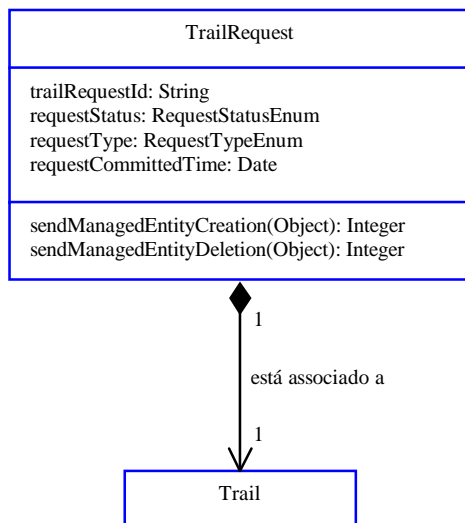 TrailRequest
trailRequestId: String
requestStatus: RequestStatusEnum
requestType: RequestTypeEnum
requestCommittedTime: Date
sendManagedEntityCreation(Object): Integer
sendManagedEntityDeletion(Object): Integer
1
está associado a
1
Trail